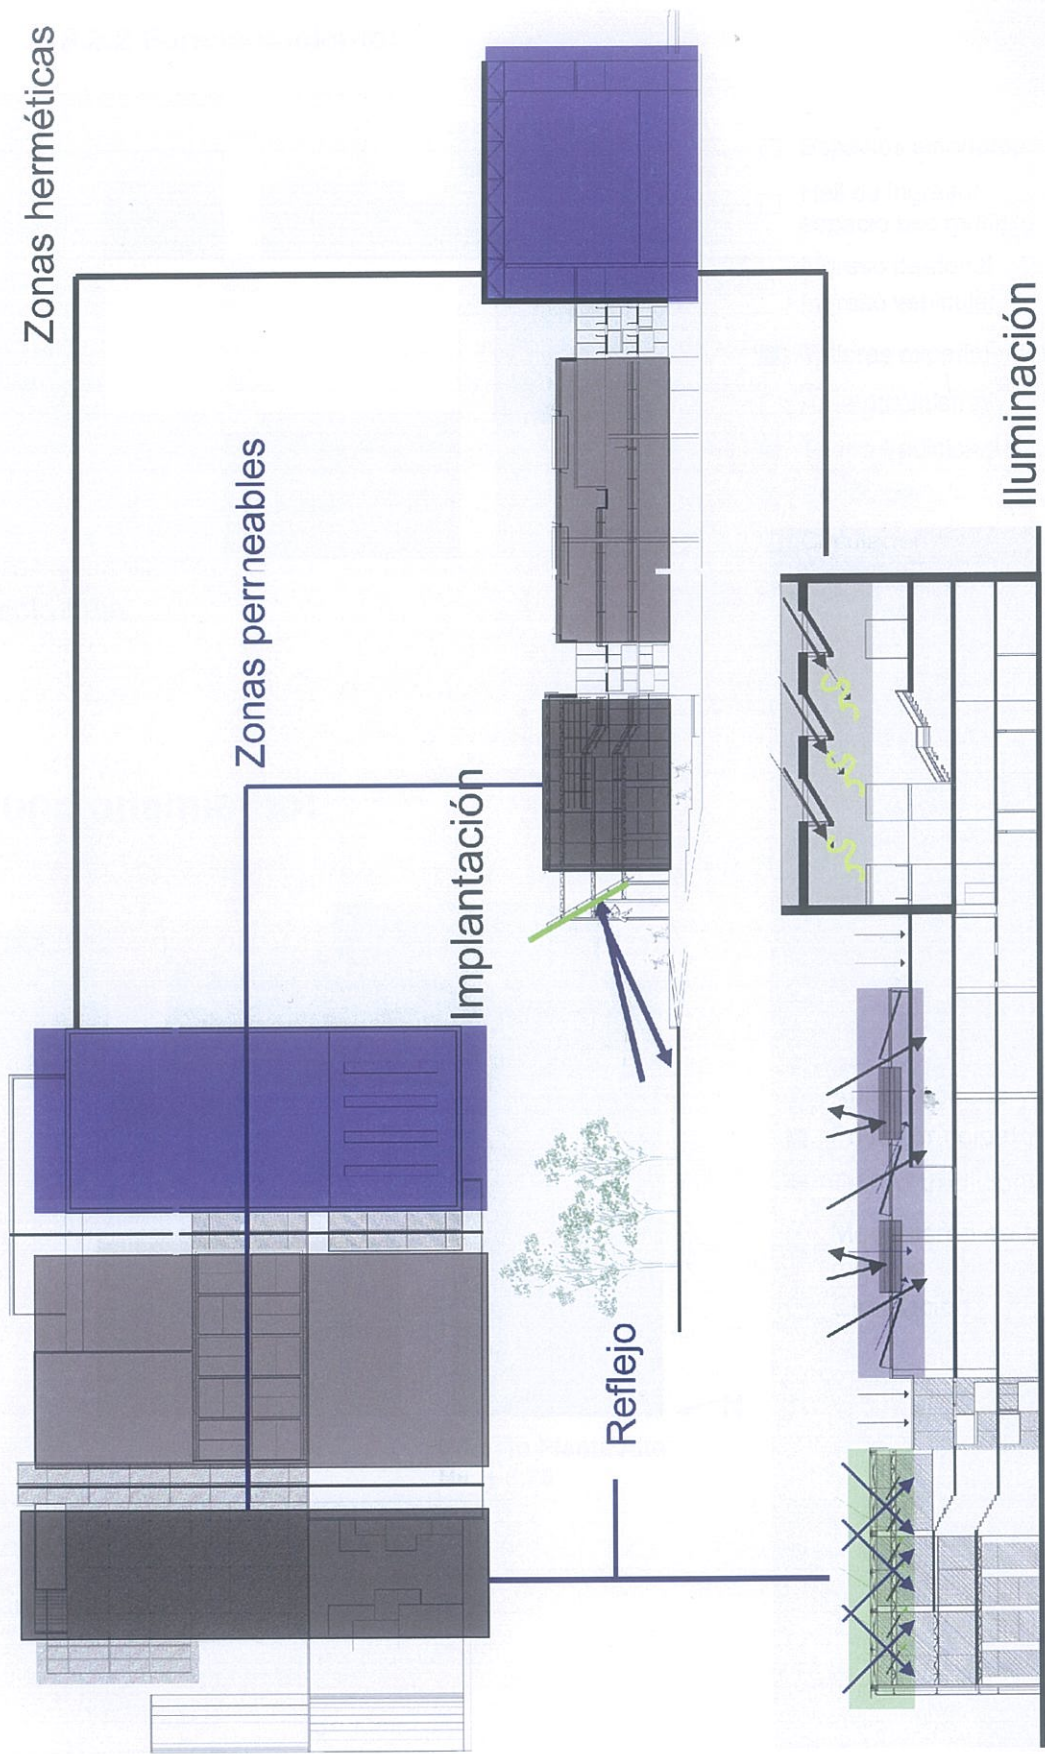 Zonas herméticas
Zonas permeables
Implantación
Reflejo
Iluminación